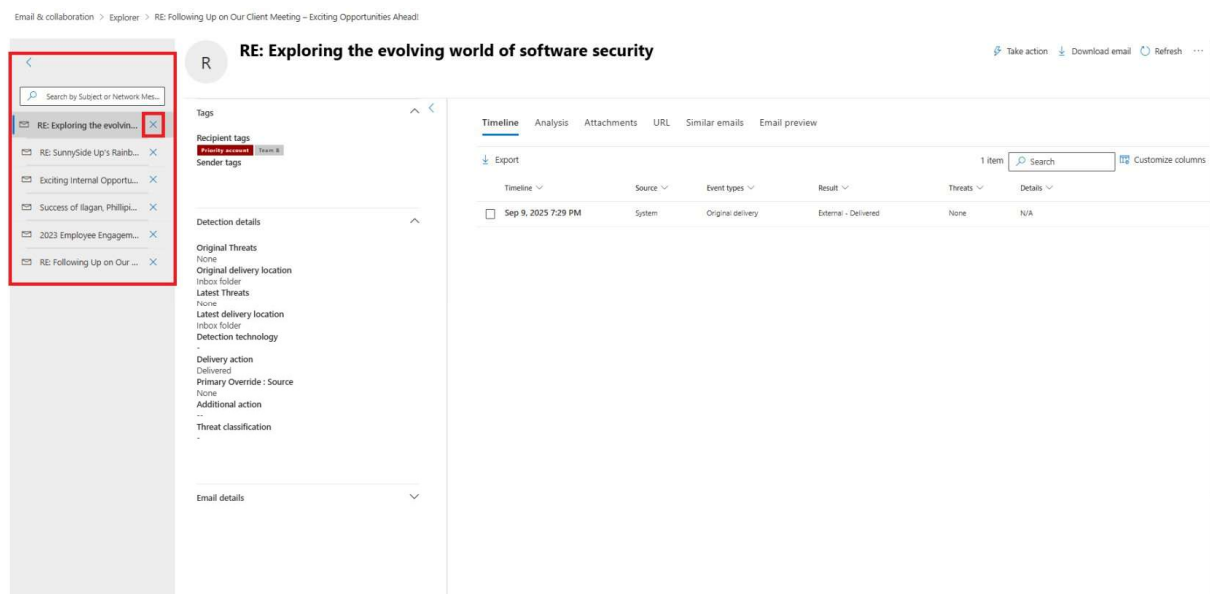 Email & collaboration > Explorer > RE: Following Up on Our Client Meeting – Exciting Opportunities Ahead!
Search by Subject or Network Mes...
RE: Exploring the evolvin...
RE: SunnySide Up's Rainb...
Exciting Internal Opportu...
Success of Ilagan, Phillipi...
2023 Employee Engagem...
RE: Following Up on Our ...
R
RE: Exploring the evolving world of software security
Take action
Download email
Refresh
...
Tags
Recipient tags
Priority account
Team X
Sender tags
Detection details
Original Threats
None
Original delivery location
Inbox folder
Latest Threats
None
Latest delivery location
Inbox folder
Detection technology
-
Delivery action
Delivered
Primary Override : Source
None
Additional action
--
Threat classification
-
Email details
Timeline Analysis Attachments URL Similar emails Email preview
Export
1 item
Search
Customize columns
Timeline Source Event types Result Threats Details
Sep 9, 2025 7:29 PM System Original delivery External - Delivered None N/A